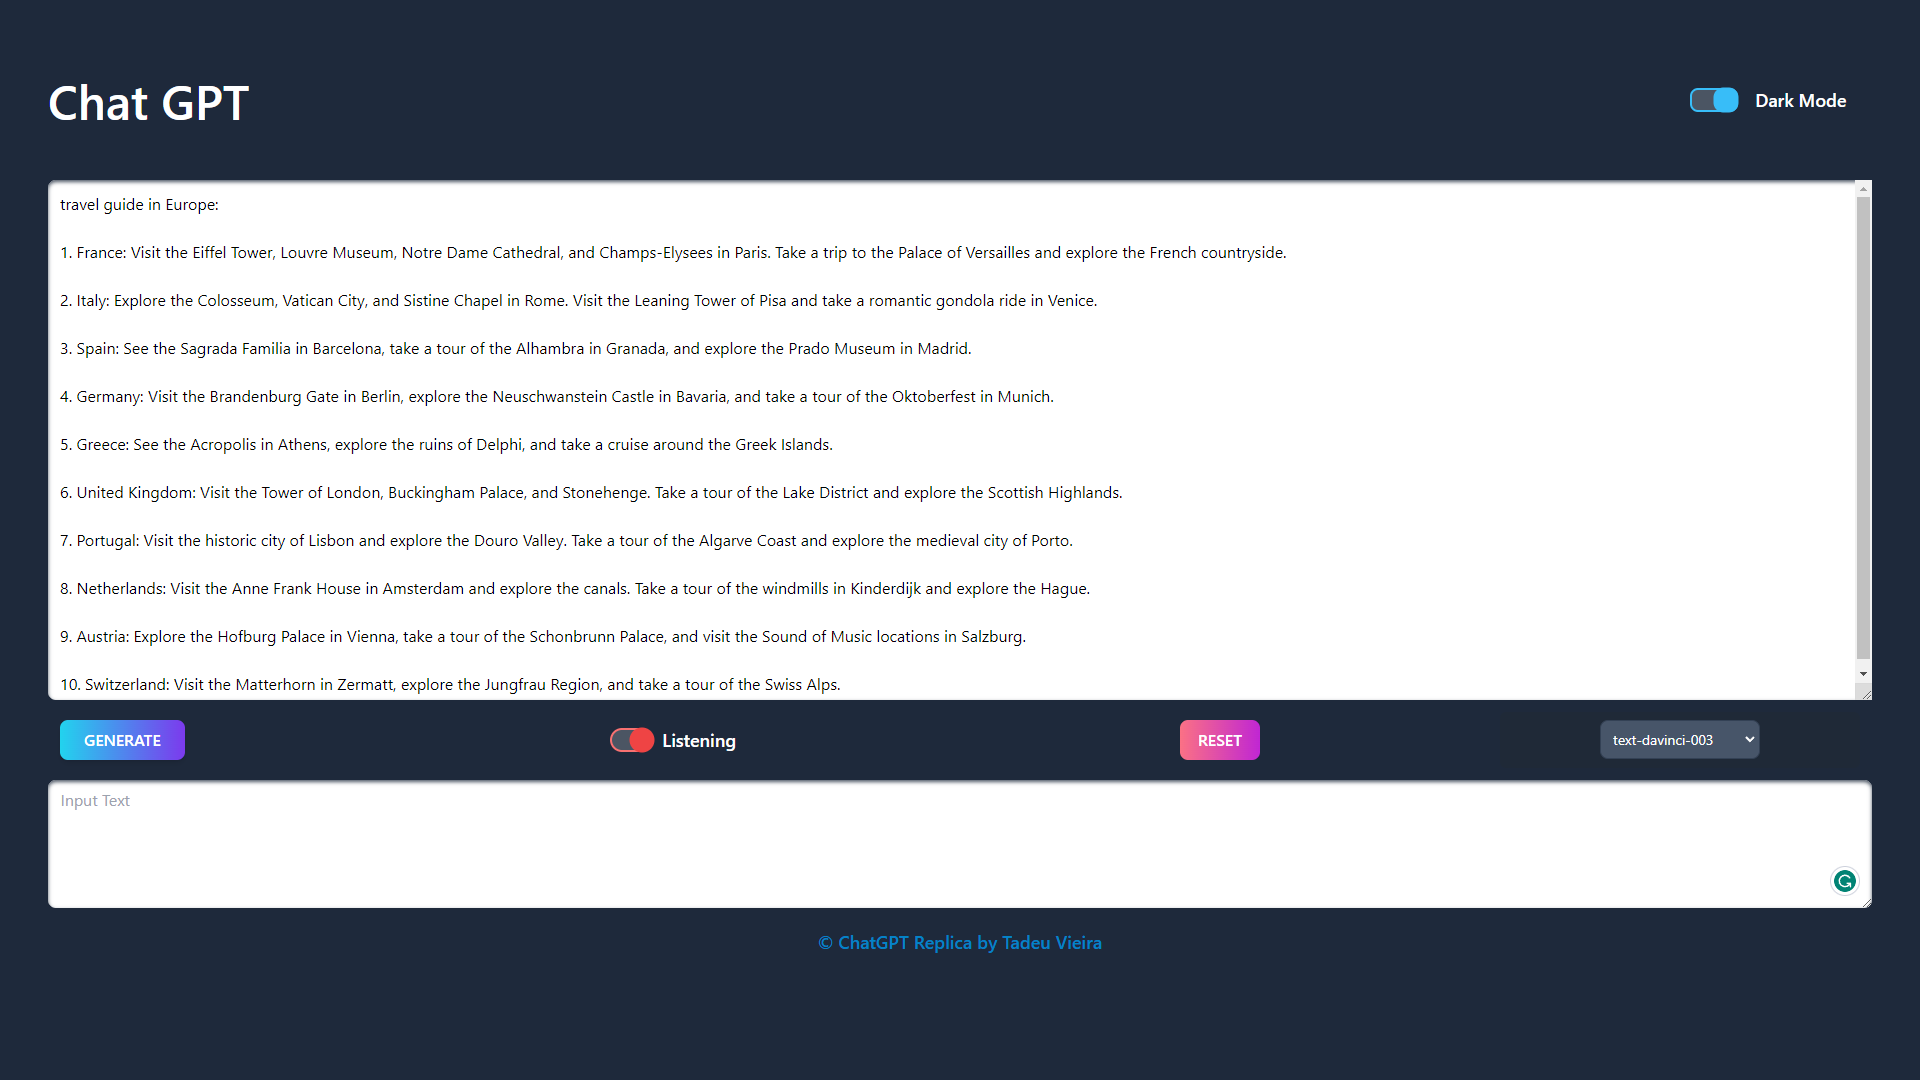 Chat GPT
Dark Mode
travel guide in Europe:
1. France: Visit the Eiffel Tower, Louvre Museum, Notre Dame Cathedral, and Champs-Elysees in Paris. Take a trip to the Palace of Versailles and explore the French countryside.
2. Italy: Explore the Colosseum, Vatican City, and Sistine Chapel in Rome. Visit the Leaning Tower of Pisa and take a romantic gondola ride in Venice.
3. Spain: See the Sagrada Familia in Barcelona, take a tour of the Alhambra in Granada, and explore the Prado Museum in Madrid.
4. Germany: Visit the Brandenburg Gate in Berlin, explore the Neuschwanstein Castle in Bavaria, and take a tour of the Oktoberfest in Munich.
5. Greece: See the Acropolis in Athens, explore the ruins of Delphi, and take a cruise around the Greek Islands.
6. United Kingdom: Visit the Tower of London, Buckingham Palace, and Stonehenge. Take a tour of the Lake District and explore the Scottish Highlands.
7. Portugal: Visit the historic city of Lisbon and explore the Douro Valley. Take a tour of the Algarve Coast and explore the medieval city of Porto.
8. Netherlands: Visit the Anne Frank House in Amsterdam and explore the canals. Take a tour of the windmills in Kinderdijk and explore the Hague.
9. Austria: Explore the Hofburg Palace in Vienna, take a tour of the Schonbrunn Palace, and visit the Sound of Music locations in Salzburg.
10. Switzerland: Visit the Matterhorn in Zermatt, explore the Jungfrau Region, and take a tour of the Swiss Alps.
GENERATE
Listening
RESET
text-davinci-003
Input Text
© ChatGPT Replica by Tadeu Vieira